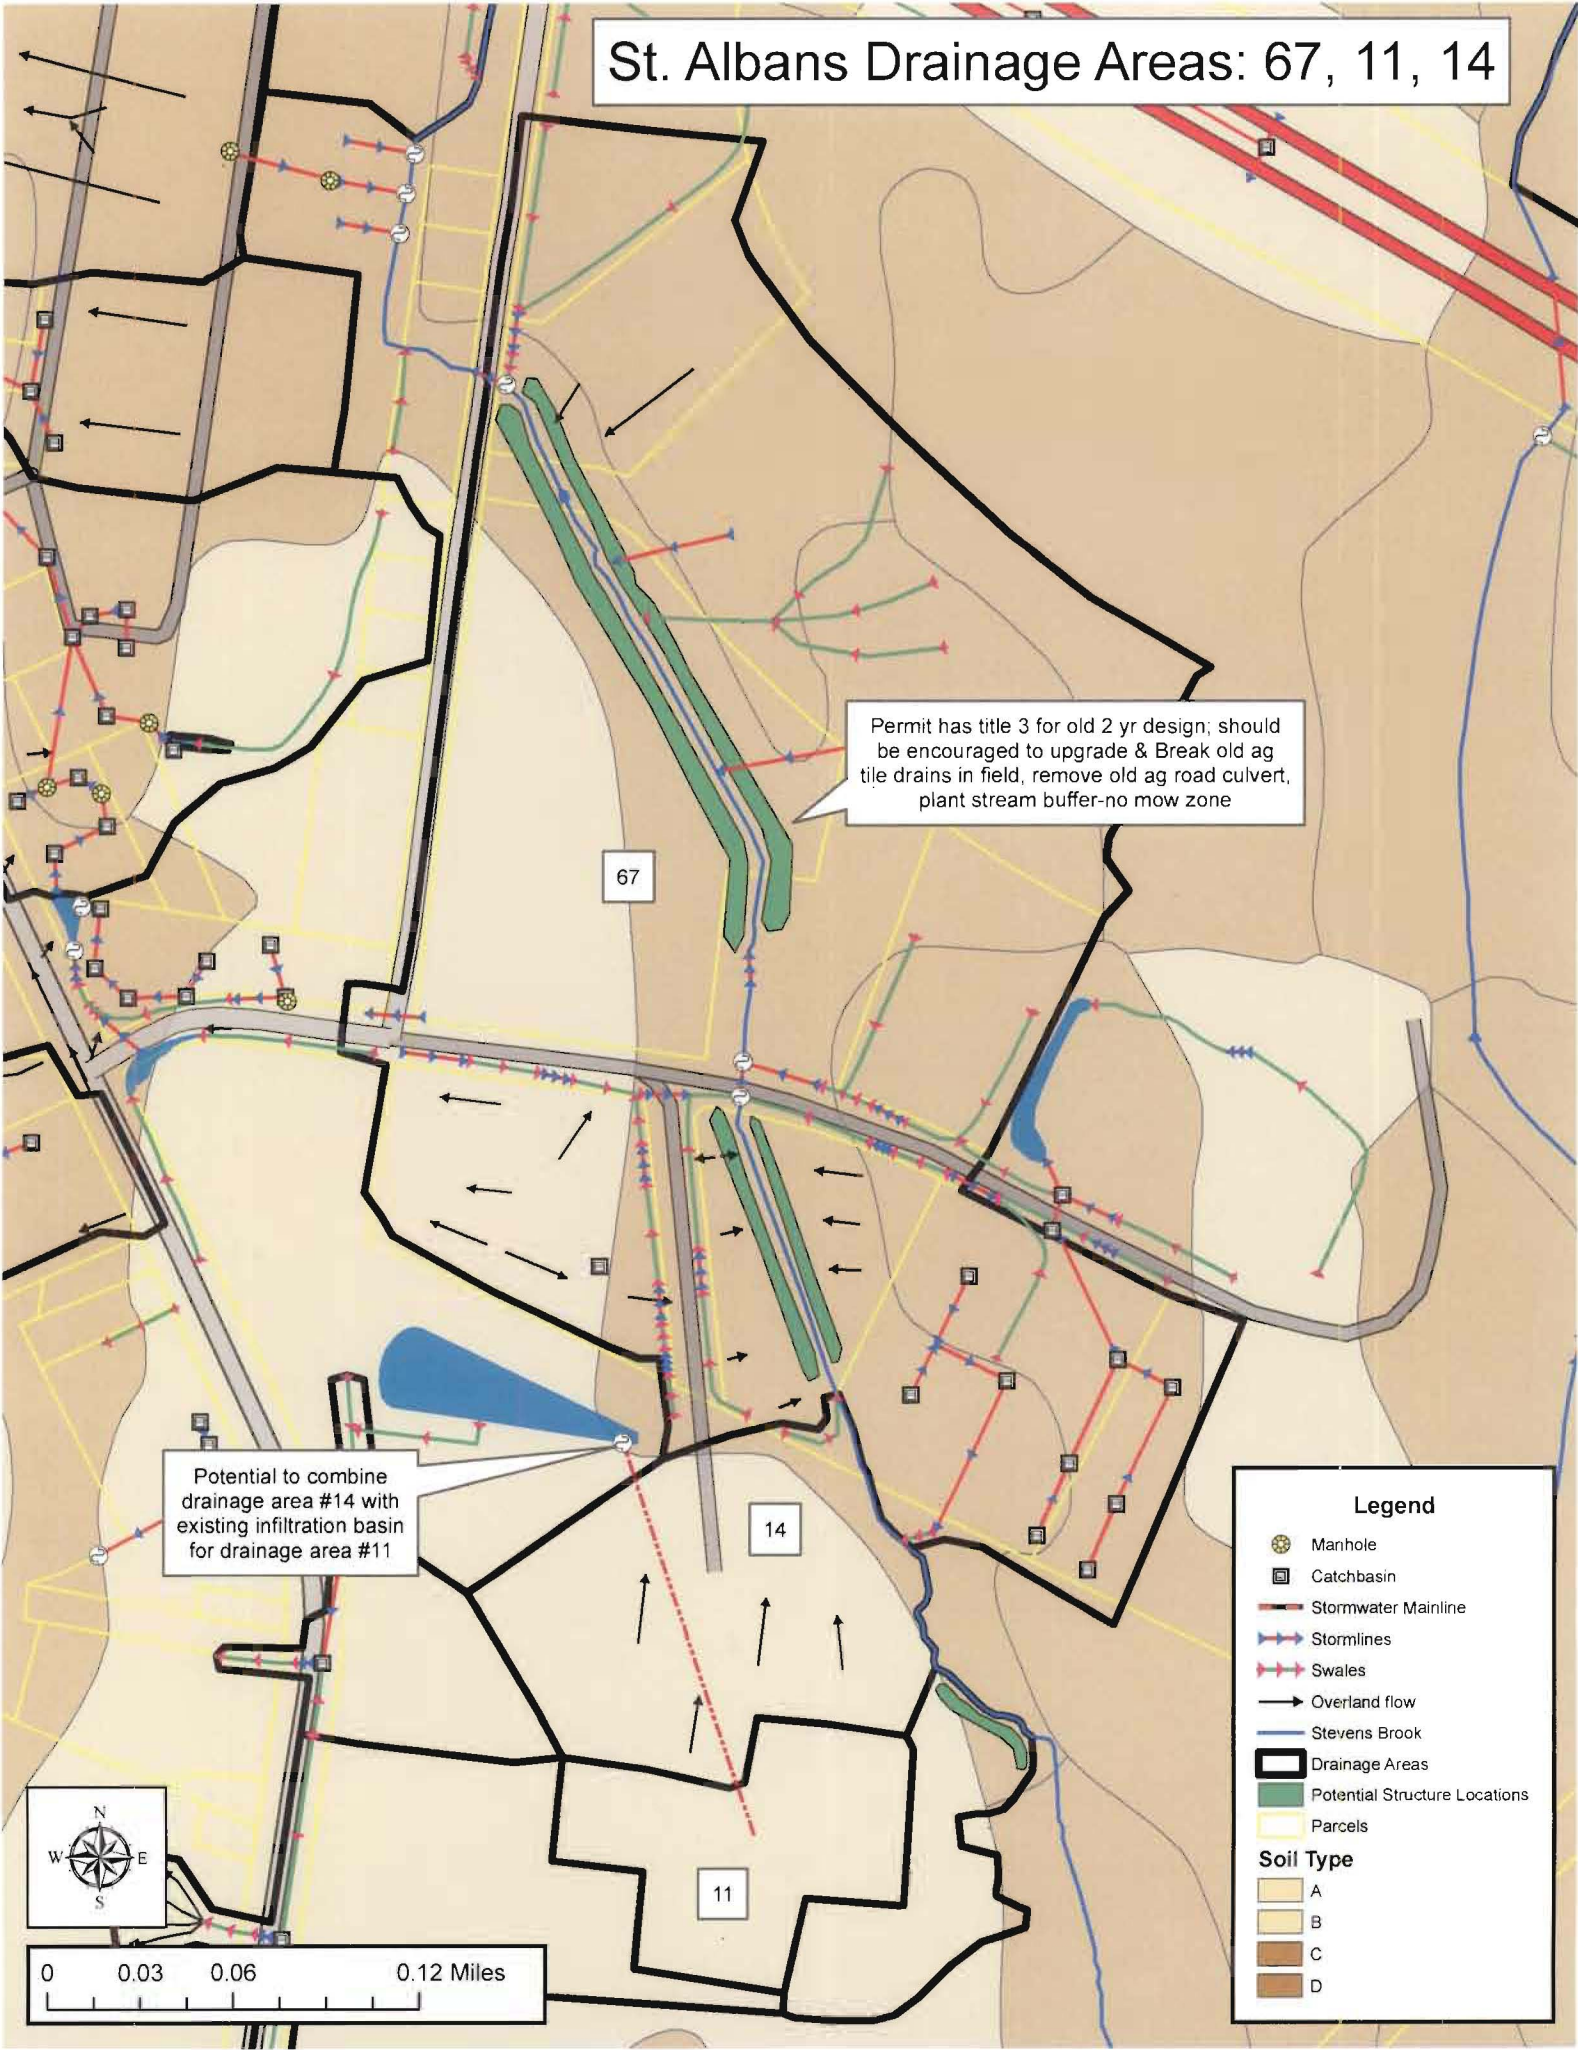 St. Albans Drainage Areas: 67, 11, 14
Permit has title 3 for old 2 yr design; should
be encouraged to upgrade & Break old ag
tile drains in field, remove old ag road culvert,
plant stream buffer-no mow zone
67
Potential to combine
drainage area #14 with
existing infiltration basin
for drainage area #11
14
11
Legend
Manhole
Catchbasin
Stormwater Mainline
Stormlines
Swales
Overland flow
Stevens Brook
Drainage Areas
Potential Structure Locations
Parcels
Soil Type
A
B
C
D
N
W E
S
0 0.03 0.06 0.12 Miles